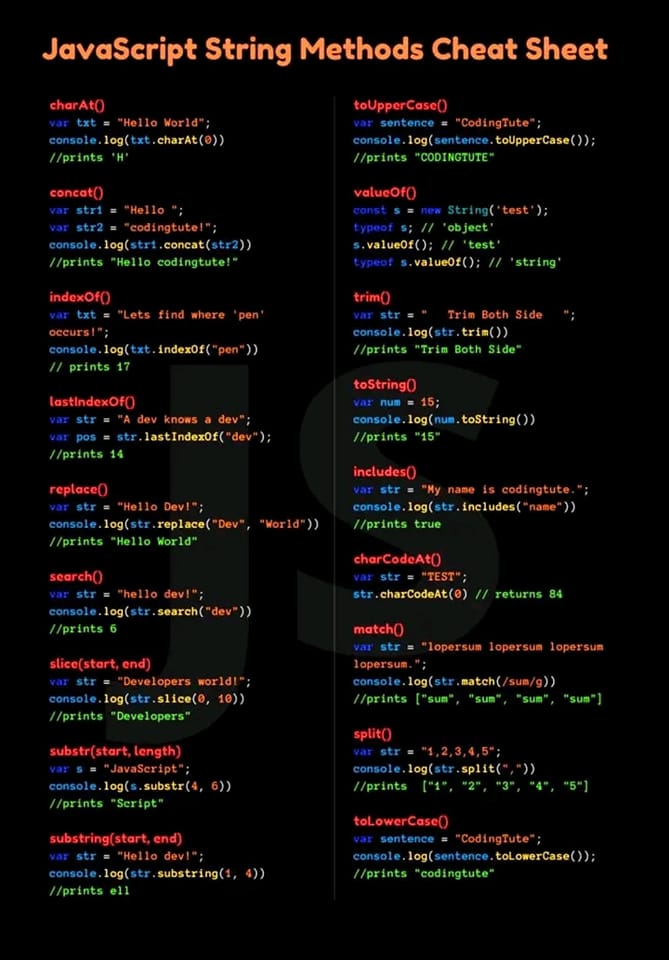 JavaScript String Methods Cheat Sheet
charAt()
var txt = "Hello World";
console.log(txt.charAt(0))
//prints 'H'
concat()
var str1 = "Hello ";
var str2 = "codingtute!";
console.log(str1.concat(str2))
//prints "Hello codingtute!"
indexOf()
var txt = "Lets find where 'pen'
occurs!";
console.log(txt.indexOf("pen"))
// prints 17
lastIndexOf()
var str = "A dev knows a dev";
var pos = str.lastIndexOf("dev");
//prints 14
replace()
var str = "Hello Dev!";
console.log(str.replace("Dev", "World"))
//prints "Hello World"
search()
var str = "hello dev!";
console.log(str.search("dev"))
//prints 6
slice(start, end)
var str = "Developers world!";
console.log(str.slice(0, 10))
//prints "Developers"
substr(start, length)
var s = "JavaScript";
console.log(s.substr(4, 6))
//prints "Script"
substring(start, end)
var str = "Hello dev!";
console.log(str.substring(1, 4))
//prints ell
toUpperCase()
var sentence = "CodingTute";
console.log(sentence.toUpperCase());
//prints "CODINGTUTE"
valueOf()
const s = new String('test');
typeof s; // 'object'
s.valueOf(); // 'test'
typeof s.valueOf(); // 'string'
trim()
var str = "   Trim Both Side   ";
console.log(str.trim())
//prints "Trim Both Side"
toString()
var num = 15;
console.log(num.toString())
//prints "15"
includes()
var str = "My name is codingtute.";
console.log(str.includes("name"))
//prints true
charCodeAt()
var str = "TEST";
str.charCodeAt(0) // returns 84
match()
var str = "lopersum lopersum lopersum
lopersum.";
console.log(str.match(/sum/g))
//prints ["sum", "sum", "sum", "sum"]
split()
var str = "1,2,3,4,5";
console.log(str.split(","))
//prints  ["1", "2", "3", "4", "5"]
toLowerCase()
var sentence = "CodingTute";
console.log(sentence.toLowerCase());
//prints "codingtute"
JS